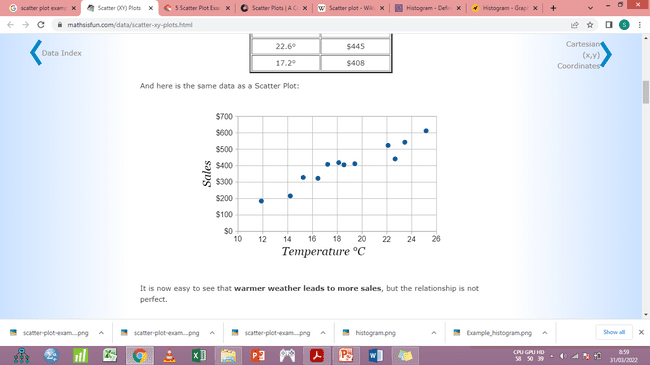 scatter plot examp
Scatter (XY) Plots
5 Scatter Plot Exa
Scatter Plots | A C
Scatter plot - Wik
Histogram - Defi
Histogram - Grap
mathsisfun.com/data/scatter-xy-plots.html
S
Data Index
Cartesian
(x,y)
Coordinates
22.6° $445
17.2° $408
And here is the same data as a Scatter Plot:
$700
$600
$500
$400
$300
$200
$100
$0
Sales
10 12 14 16 18 20 22 24 26
Temperature °C
It is now easy to see that warmer weather leads to more sales, but the relationship is not
perfect.
scatter-plot-exam....png
scatter-plot-exam....png
scatter-plot-exam....png
histogram.png
Example_histogram.png
Show all
CPU GPU HD
58 50 39
8:59
31/03/2022